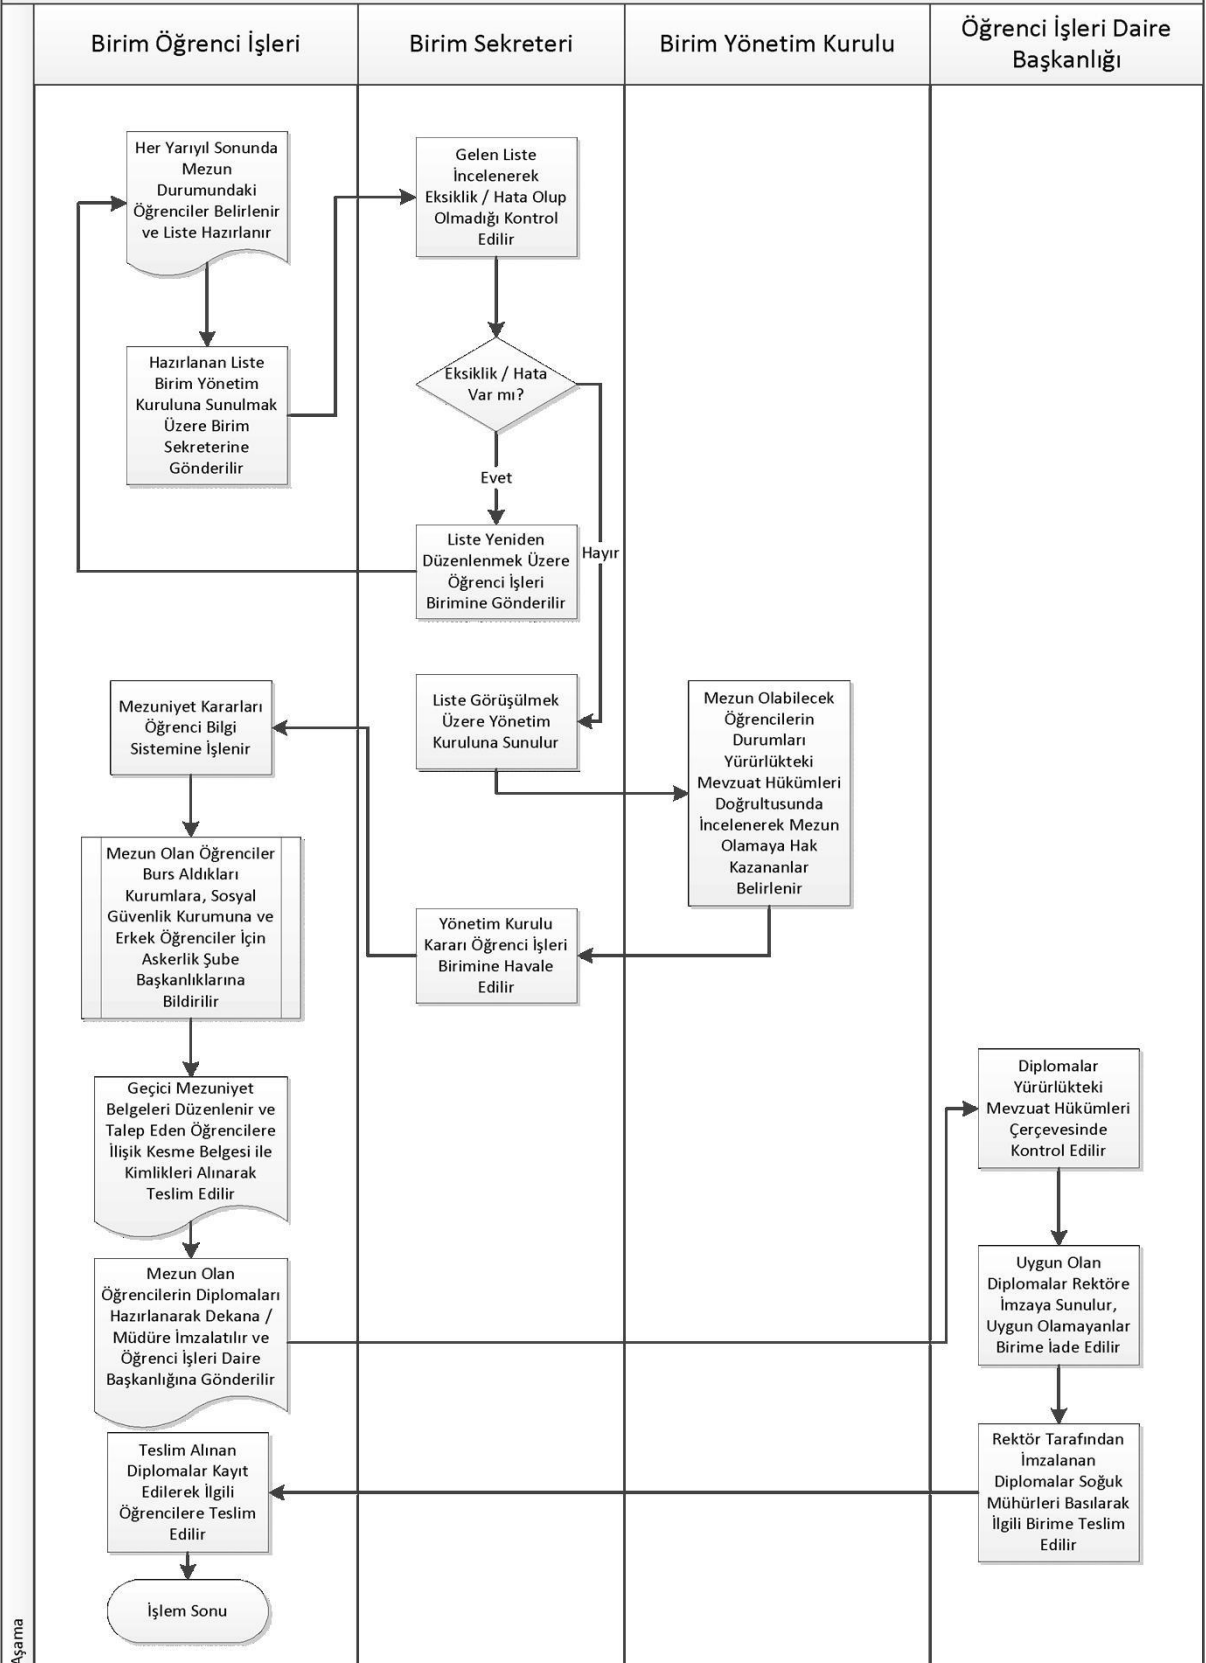 Birim Öğrenci İşleri
Birim Sekreteri
Birim Yönetim Kurulu
Öğrenci İşleri Daire
Başkanlığı
Her Yarıyıl Sonunda
Mezun
Durumundaki
Öğrenciler Belirlenir
ve Liste Hazırlanır
Hazırlanan Liste
Birim Yönetim
Kuruluna Sunulmak
Üzere Birim
Sekreterine
Gönderilir
Gelen Liste
İncelenerek
Eksiklik / Hata Olup
Olmadığı Kontrol
Edilir
Eksiklik / Hata
Var mı?
Evet
Hayır
Liste Yeniden
Düzenlenmek Üzere
Öğrenci İşleri
Birimine Gönderilir
Liste Görüşülmek
Üzere Yönetim
Kuruluna Sunulur
Mezun Olabilecek
Öğrencilerin
Durumları
Yürürlükteki
Mevzuat Hükümleri
Doğrultusunda
İncelenerek Mezun
Olamaya Hak
Kazananlar
Belirlenir
Yönetim Kurulu
Kararı Öğrenci İşleri
Birimine Havale
Edilir
Mezuniyet Kararları
Öğrenci Bilgi
Sistemine İşlenir
Mezun Olan Öğrenciler
Burs Aldıkları
Kurumlara, Sosyal
Güvenlik Kurumuna ve
Erkek Öğrenciler İçin
Askerlik Şube
Başkanlıklarına
Bildirilir
Geçici Mezuniyet
Belgeleri Düzenlenir ve
Talep Eden Öğrencilere
İlişik Kesme Belgesi ile
Kimlikleri Alınarak
Teslim Edilir
Mezun Olan
Öğrencilerin Diplomaları
Hazırlanarak Dekana /
Müdüre İmzalatılır ve
Öğrenci İşleri Daire
Başkanlığına Gönderilir
Diplomalar
Yürürlükteki
Mevzuat Hükümleri
Çerçevesinde
Kontrol Edilir
Uygun Olan
Diplomalar Rektöre
İmzaya Sunulur,
Uygun Olamayanlar
Birime İade Edilir
Rektör Tarafından
İmzalanan
Diplomalar Soğuk
Mühürleri Basılarak
İlgili Birime Teslim
Edilir
Teslim Alınan
Diplomalar Kayıt
Edilerek İlgili
Öğrencilere Teslim
Edilir
İşlem Sonu
Aşama